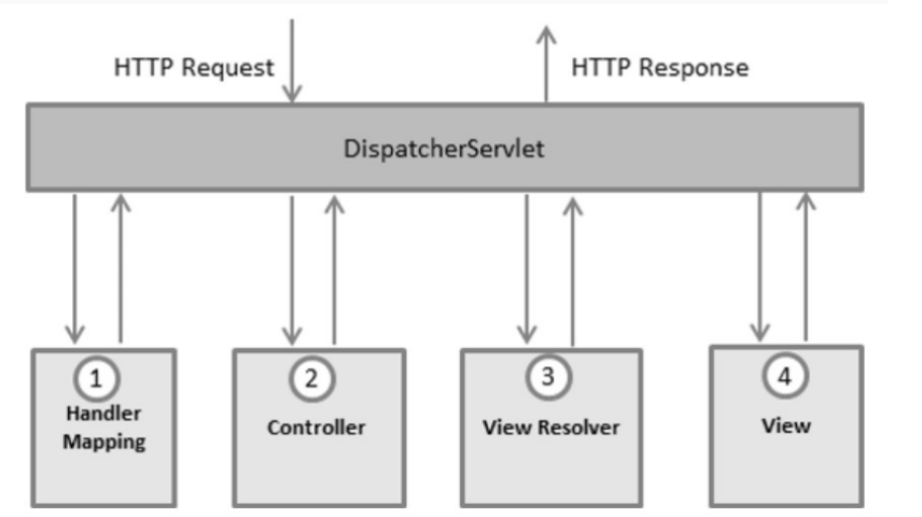 HTTP Request
HTTP Response
DispatcherServlet
1
Handler
Mapping
2
Controller
3
View Resolver
4
View